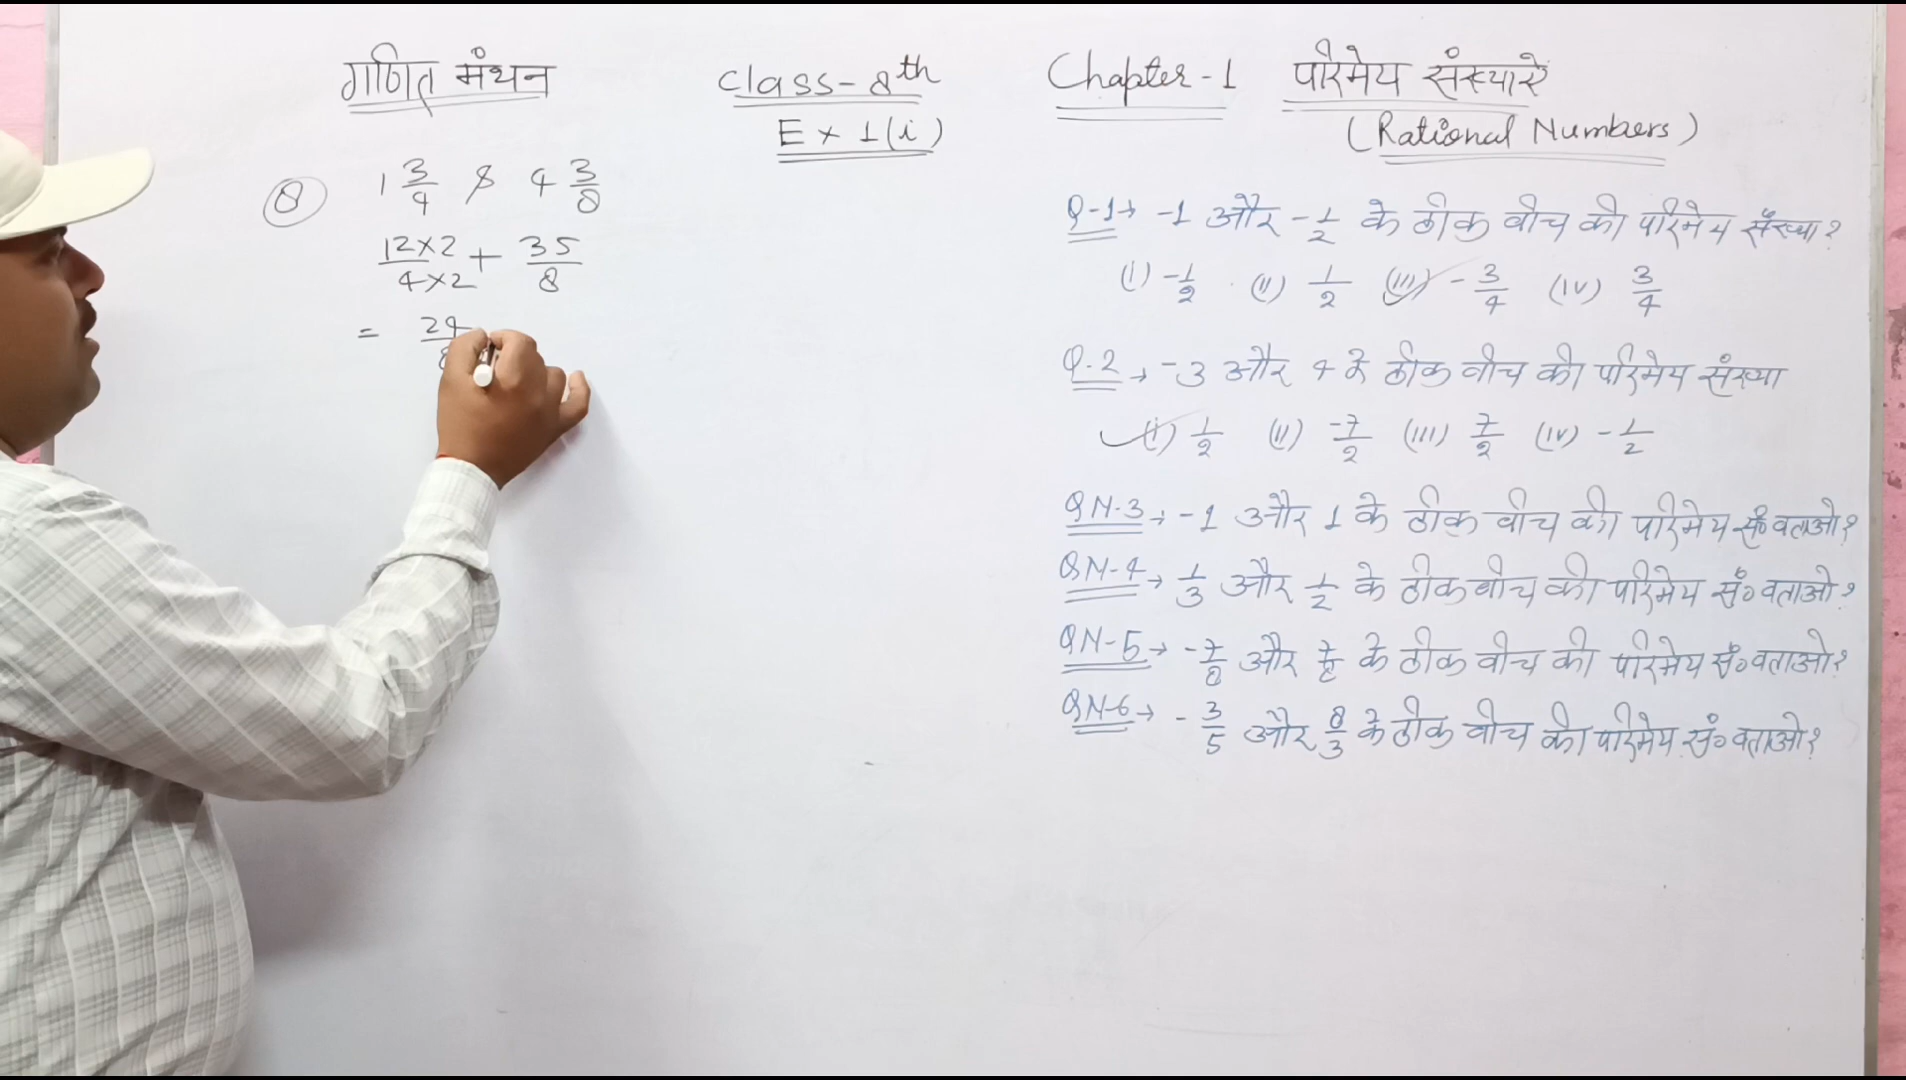 गणित मंथन
Class-8th
Ex 1(i)
Chapter-1 परिमेय संख्याऐं
(Rational Numbers)
8 1 3/4 & 4 3/8
12×2/4×2 + 35/8
= 24/8
Q-1→ -1 और -1/2 के ठीक बीच की परिमेय संख्या?
(i) -1/2 (ii) 1/2 (iii) -3/4 (iv) 3/4
Q.2 → -3 और 4 के ठीक बीच की परिमेय संख्या
(i) 1/2 (ii) -7/2 (iii) 7/2 (iv) -1/2
QN-3→ -1 और 1 के ठीक बीच की परिमेय सं० बताओ?
QN-4→ 1/3 और 1/2 के ठीक बीच की परिमेय सं० बताओ?
QN-5→ -7/8 और 7/8 के ठीक बीच की परिमेय सं० बताओ?
QN-6→ -3/5 और 8/3 के ठीक बीच की परिमेय सं० बताओ?